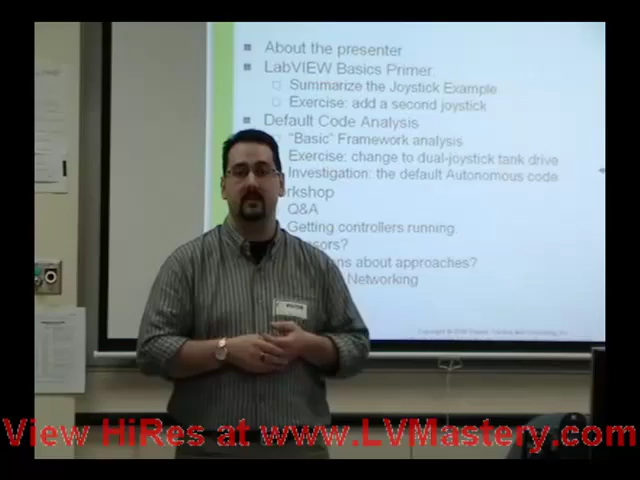 About the presenter
LabVIEW Basics Primer
Summarize the Joystick Example
Exercise: add a second joystick
Default Code Analysis
"Basic" Framework analysis
Exercise: change to dual-joystick tank drive
Investigation: the default Autonomous code
Q&A
Getting controllers running
about approaches?
Networking
View HiRes at www.LVMastery.com